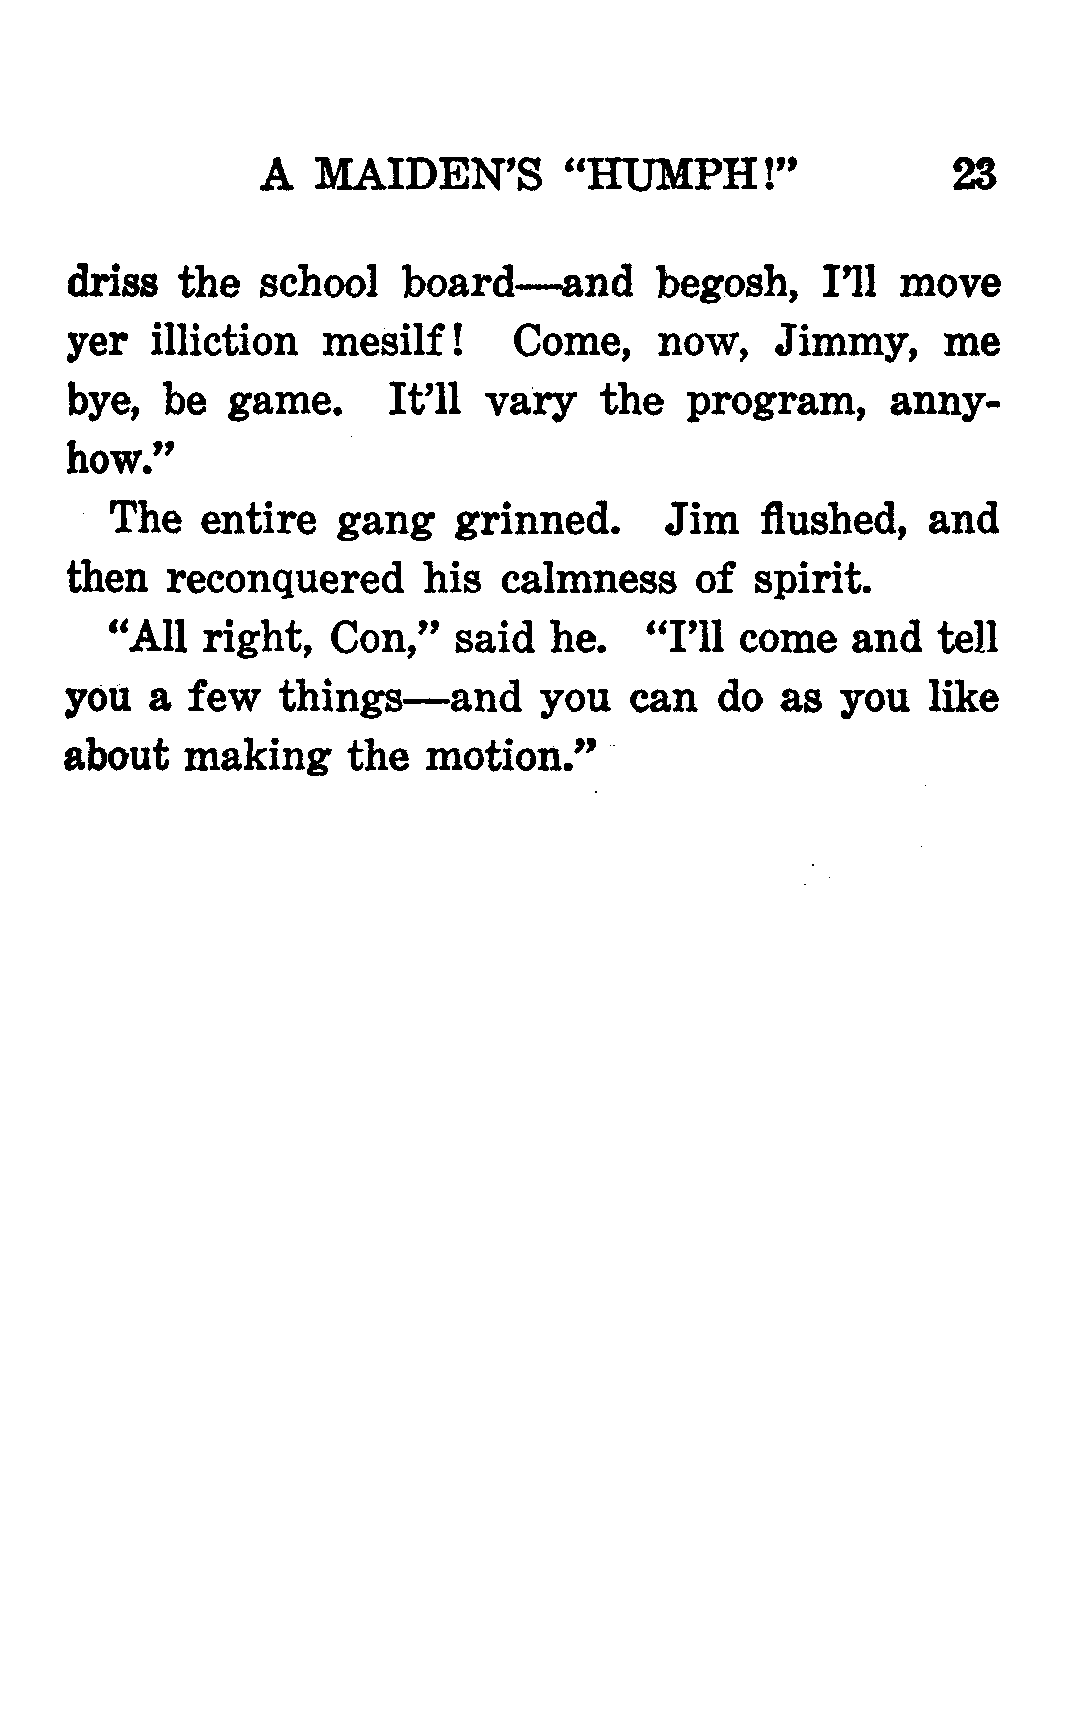 A MAIDEN'S “HUMPH!” 23
driss the school board—and begosh, I'll move
yer illiction mesilf! Come, now, Jimmy, me
bye, be game. It'll vary the program, anny-
how.”
The entire gang grinned. Jim flushed, and
then reconquered his calmness of spirit.
“All right, Con,” said he. “I'll come and tell
you a few things—and you can do as you like
about making the motion.”